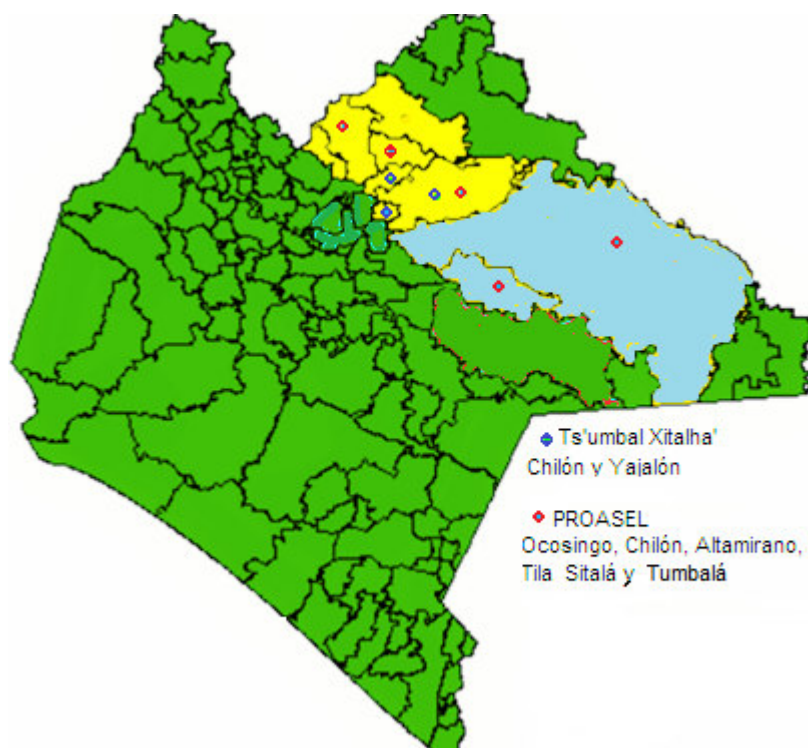 Ts'umbal Xitalha'
Chilón y Yajalón
PROASEL
Ocosingo, Chilón, Altamirano,
Tila Sitalá y Tumbalá